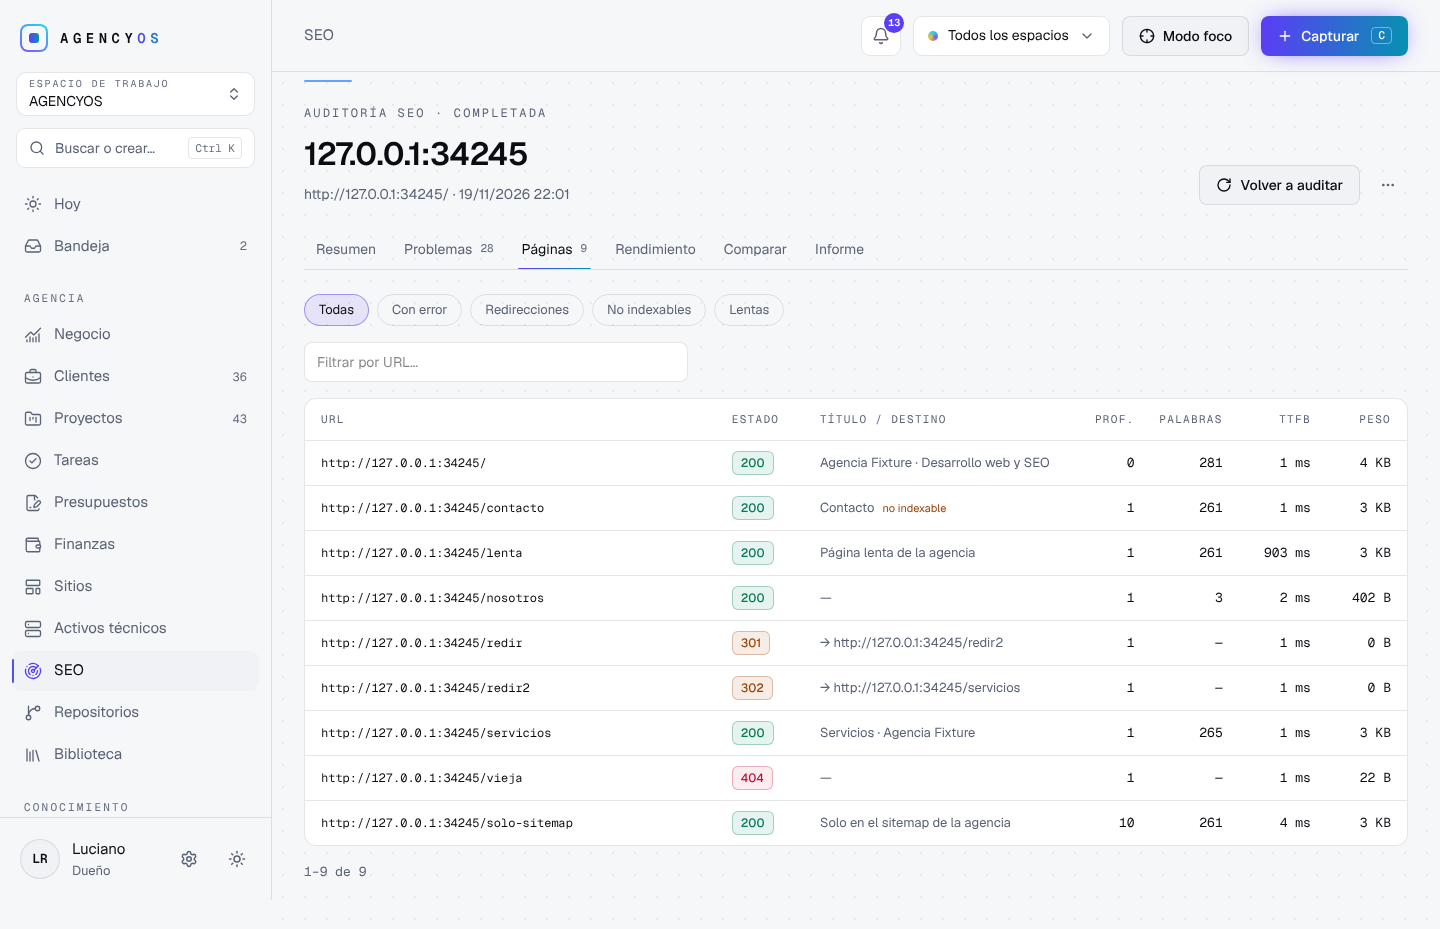 AGENCYOS
ESPACIO DE TRABAJO
AGENCYOS
Buscar o crear... Ctrl K
Hoy
Bandeja 2
AGENCIA
Negocio
Clientes 36
Proyectos 43
Tareas
Presupuestos
Finanzas
Sitios
Activos técnicos
SEO
Repositorios
Biblioteca
CONOCIMIENTO
LR
Luciano
Dueño
SEO
13
Todos los espacios
Modo foco
Capturar C
AUDITORÍA SEO · COMPLETADA
127.0.0.1:34245
http://127.0.0.1:34245/ · 19/11/2026 22:01
Volver a auditar
Resumen Problemas 28 Páginas 9 Rendimiento Comparar Informe
Todas Con error Redirecciones No indexables Lentas
Filtrar por URL...
URL ESTADO TÍTULO / DESTINO PROF. PALABRAS TTFB PESO
http://127.0.0.1:34245/ 200 Agencia Fixture · Desarrollo web y SEO 0 281 1 ms 4 KB
http://127.0.0.1:34245/contacto 200 Contacto no indexable 1 261 1 ms 3 KB
http://127.0.0.1:34245/lenta 200 Página lenta de la agencia 1 261 903 ms 3 KB
http://127.0.0.1:34245/nosotros 200 — 1 3 2 ms 402 B
http://127.0.0.1:34245/redir 301 → http://127.0.0.1:34245/redir2 1 — 1 ms 0 B
http://127.0.0.1:34245/redir2 302 → http://127.0.0.1:34245/servicios 1 — 1 ms 0 B
http://127.0.0.1:34245/servicios 200 Servicios · Agencia Fixture 1 265 1 ms 3 KB
http://127.0.0.1:34245/vieja 404 — 1 — 1 ms 22 B
http://127.0.0.1:34245/solo-sitemap 200 Solo en el sitemap de la agencia 10 261 4 ms 3 KB
1–9 de 9